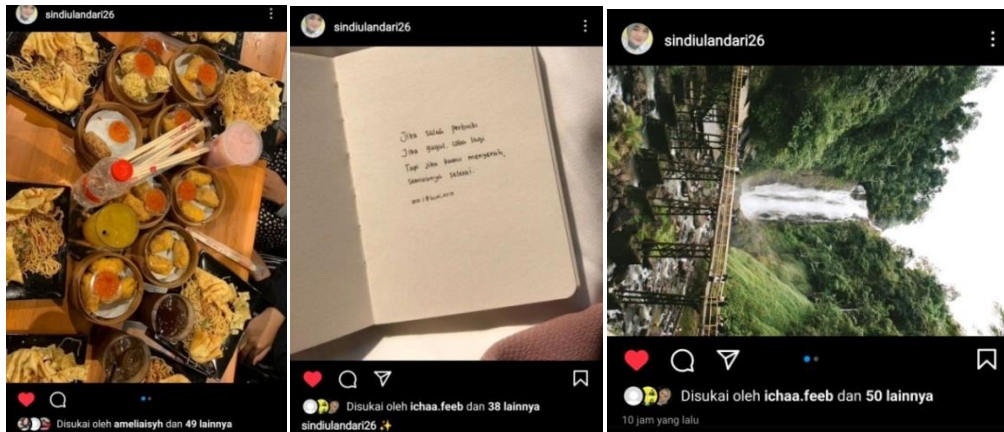 sindiulandari26
Disukai oleh ameliaisyh dan 49 lainnya
sindiulandari26
Jika salah perbaiki
Jika gagal, coba lagi
Tapi jika kamu menyerah,
semuanya selesai.
Disukai oleh ichaa.feeb dan 38 lainnya
sindiulandari26 ✨
sindiulandari26
Disukai oleh ichaa.feeb dan 50 lainnya
10 jam yang lalu